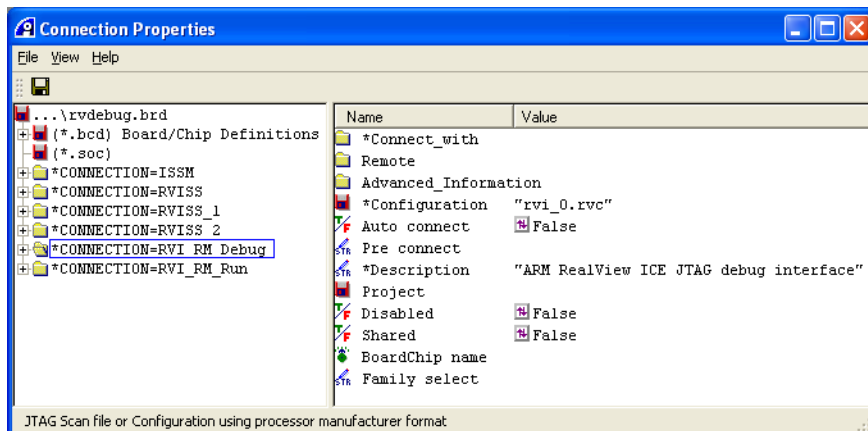 Connection Properties
File View Help
...\rvdebug.brd
(*.bcd) Board/Chip Definitions
(*.soc)
*CONNECTION=ISSM
*CONNECTION=RVISS
*CONNECTION=RVISS_1
*CONNECTION=RVISS_2
*CONNECTION=RVI_RM_Debug
*CONNECTION=RVI_RM_Run
Name Value
*Connect_with
Remote
Advanced_Information
*Configuration "rvi_0.rvc"
T/F Auto connect False
STR Pre connect
STR *Description "ARM RealView ICE JTAG debug interface"
Project
T/F Disabled False
T/F Shared False
BoardChip name
STR Family select
JTAG Scan file or Configuration using processor manufacturer format